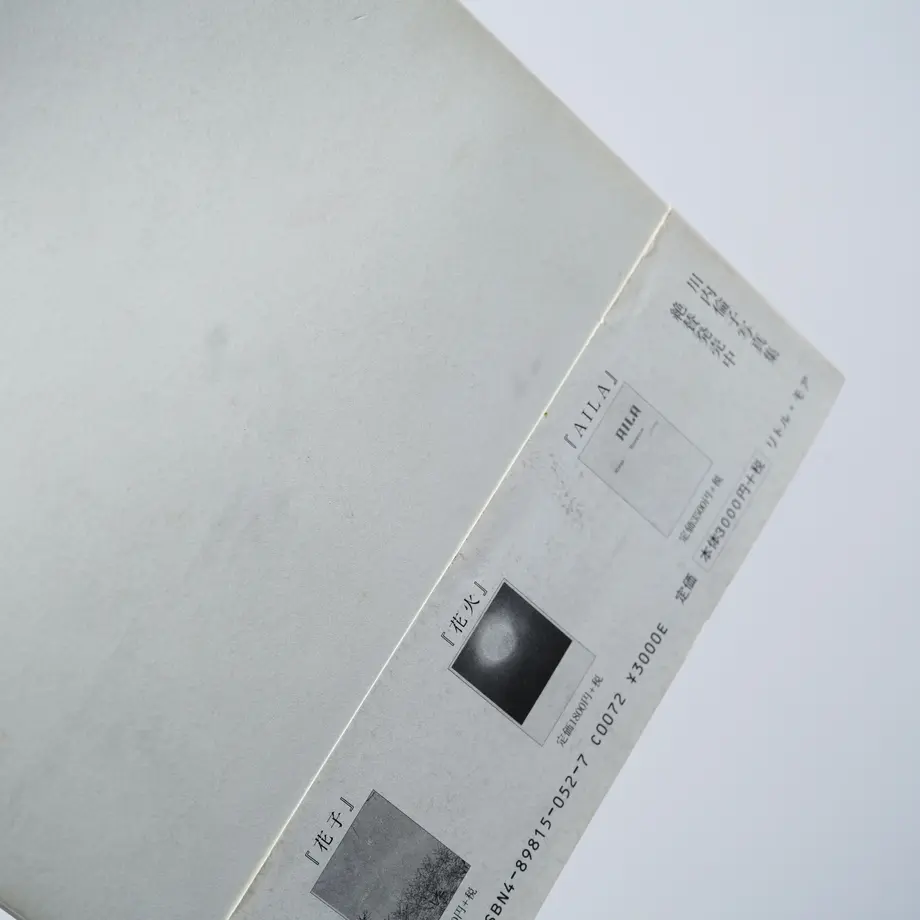 川内倫子写真集
絶賛発売中
『AILA』
AILA
定価3500円+税
『花火』
定価1800円+税
『花子』
0円+税
SBN4-89815-052-7 C0072 ¥3000E
定価 本体3000円+税 リトル・モア